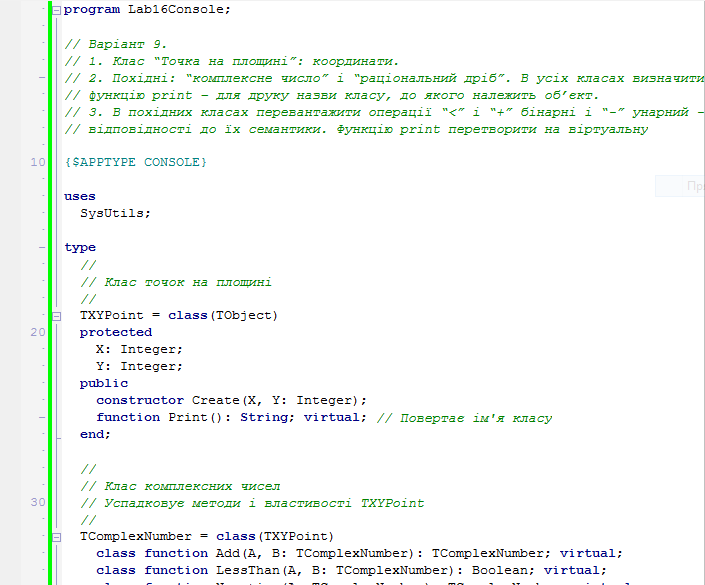 program Lab16Console;
// Варіант 9.
// 1. Клас “Точка на площині”: координати.
// 2. Похідні: “комплексне число” і “раціональний дріб”. В усіх класах визначити
// функцію print – для друку назви класу, до якого належить об’єкт.
// 3. В похідних класах перевантажити операції “<” і “+” бінарні і “-” унарний –
// відповідності до їх семантики. Функцію print перетворити на віртуальну
10 {$APPTYPE CONSOLE}
uses
SysUtils;
type
//
// Клас точок на площині
//
TXYPoint = class(TObject)
20 protected
X: Integer;
Y: Integer;
public
constructor Create(X, Y: Integer);
function Print(): String; virtual; // Повертає ім'я класу
end;
//
// Клас комплексних чисел
30 // Успадковує методи і властивості TXYPoint
//
TComplexNumber = class(TXYPoint)
class function Add(A, B: TComplexNumber): TComplexNumber; virtual;
class function LessThan(A, B: TComplexNumber): Boolean; virtual;